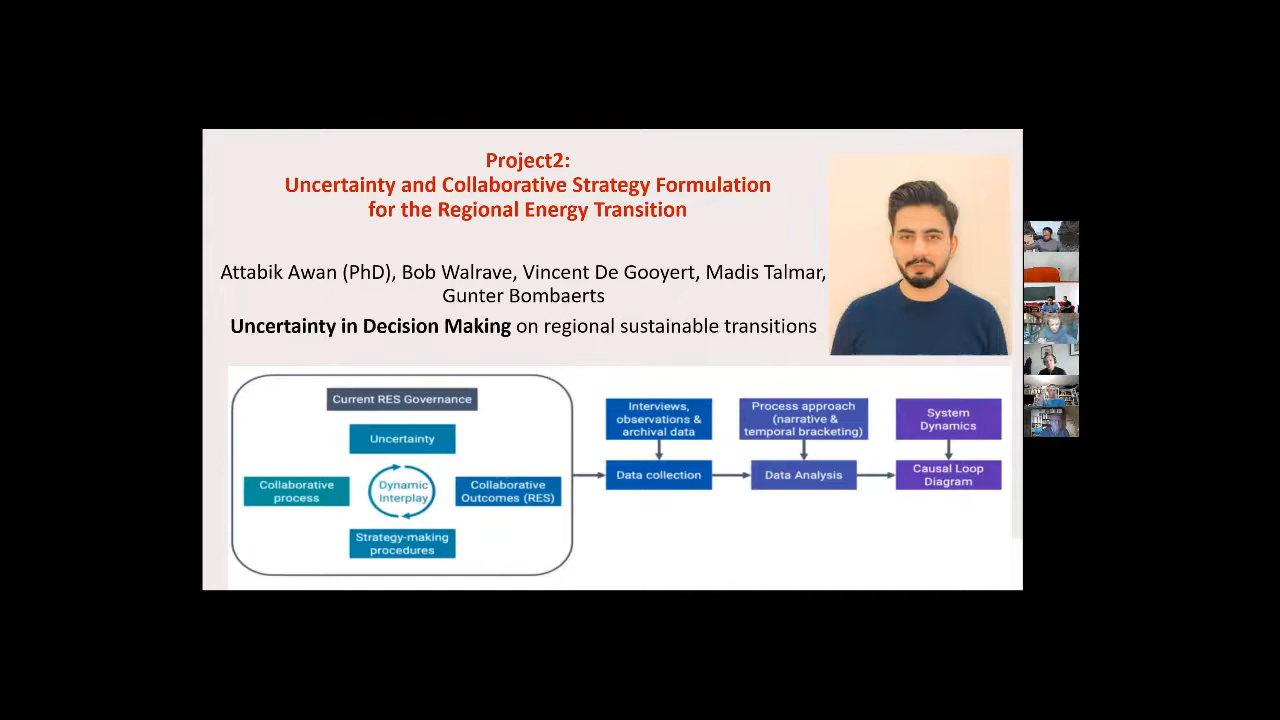 Project2:
Uncertainty and Collaborative Strategy Formulation
for the Regional Energy Transition
Attabik Awan (PhD), Bob Walrave, Vincent De Gooyert, Madis Talmar,
Gunter Bombaerts
Uncertainty in Decision Making on regional sustainable transitions
Current RES Governance
Uncertainty
Collaborative
process
Dynamic
Interplay
Collaborative
Outcomes (RES)
Strategy-making
procedures
Interviews,
observations &
archival data
Data collection
Process approach
(narrative &
temporal bracketing)
Data Analysis
System
Dynamics
Causal Loop
Diagram